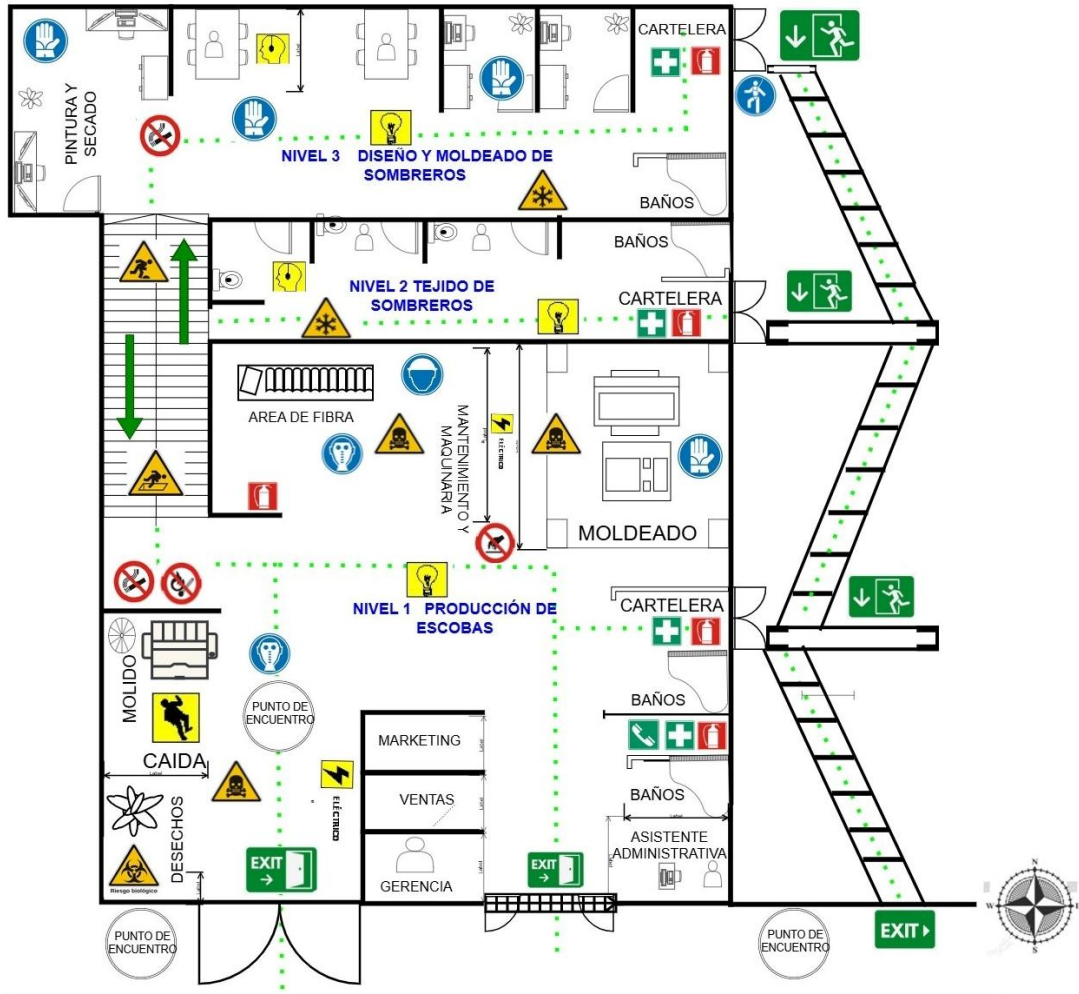 CARTELERA
PINTURA Y
SECADO
NIVEL 3 DISEÑO Y MOLDEADO DE
SOMBREROS
BAÑOS
BAÑOS
NIVEL 2 TEJIDO DE
SOMBREROS
CARTELERA
AREA DE FIBRA
MANTENIMIENTO Y
MAQUINARIA
ELÉCTRICO
MOLDEADO
NIVEL 1 PRODUCCIÓN DE
ESCOBAS
CARTELERA
MOLIDO
PUNTO DE
ENCUENTRO
BAÑOS
MARKETING
CAIDA
Label
VENTAS
BAÑOS
ELÉCTRICO
DESECHOS
ASISTENTE
ADMINISTRATIVA
EXIT
EXIT
GERENCIA
Riesgo biológico
PUNTO DE
ENCUENTRO
PUNTO DE
ENCUENTRO
EXIT
N
W
E
S